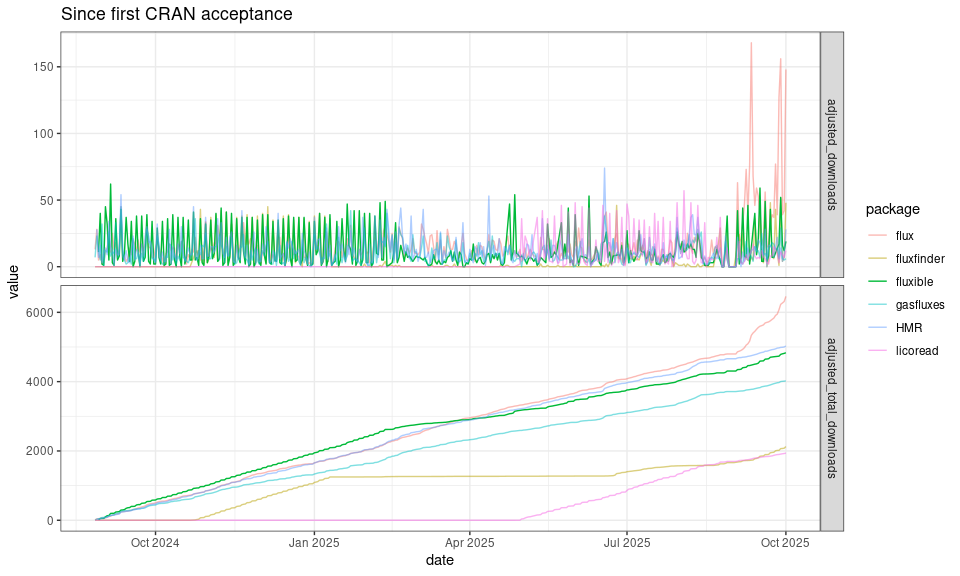 Since first CRAN acceptance
value
150
100
50
0
adjusted_downloads
6000
4000
2000
0
adjusted_total_downloads
Oct 2024
Jan 2025
Apr 2025
Jul 2025
Oct 2025
date
package
flux
fluxfinder
fluxible
gasfluxes
HMR
licoread